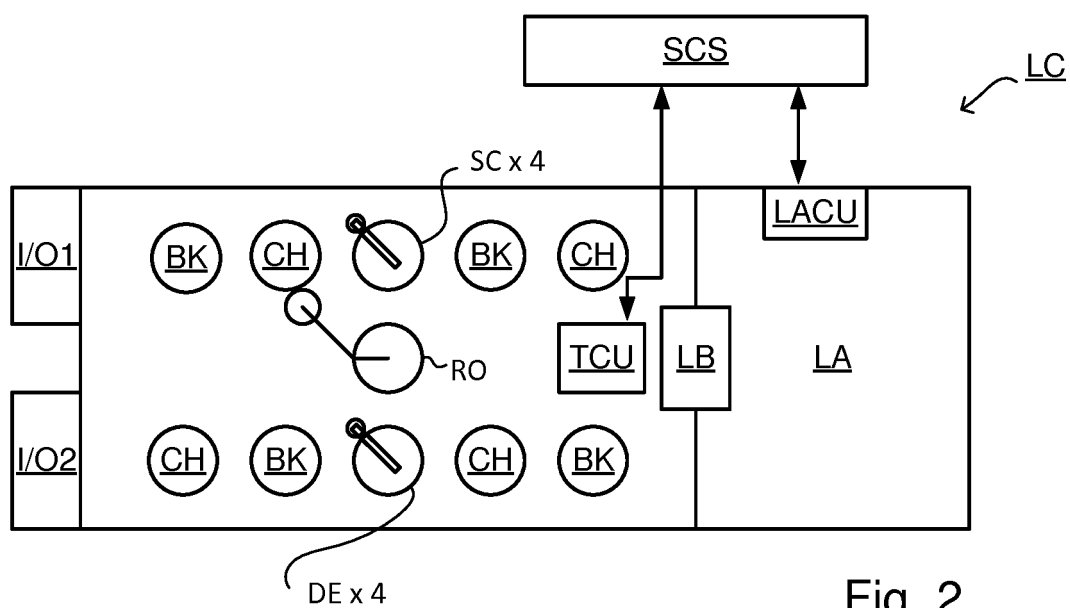 SCS
LC
SC x 4
LACU
I/O1
BK
CH
BK
CH
TCU
LB
LA
RO
I/O2
CH
BK
CH
BK
DE x 4
Fig. 2